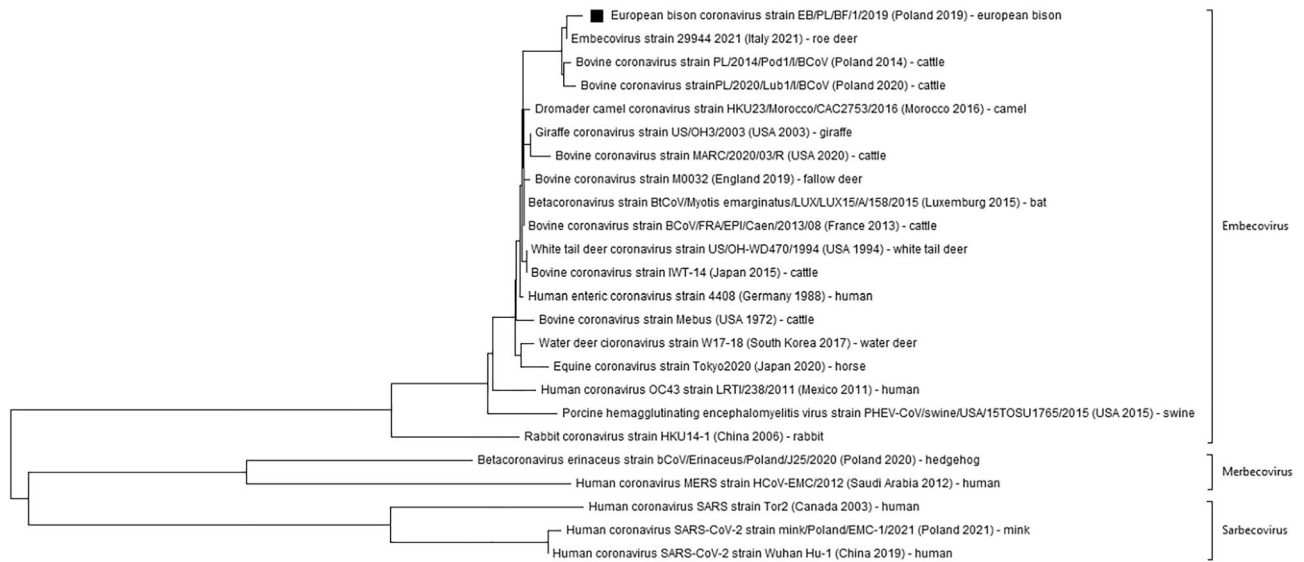 European bison coronavirus strain EB/PL/BF/1/2019 (Poland 2019) - european bison
Embecovirus strain 29944 2021 (Italy 2021) - roe deer
Bovine coronavirus strain PL/2014/Pod1/I/BCoV (Poland 2014) - cattle
Bovine coronavirus strainPL/2020/Lub1/I/BCoV (Poland 2020) - cattle
Dromader camel coronavirus strain HKU23/Morocco/CAC2753/2016 (Morocco 2016) - camel
Giraffe coronavirus strain US/OH3/2003 (USA 2003) - giraffe
Bovine coronavirus strain MARC/2020/03/R (USA 2020) - cattle
Bovine coronavirus strain M0032 (England 2019) - fallow deer
Betacoronavirus strain BtCoV/Myotis emarginatus/LUX/LUX15/A/158/2015 (Luxemburg 2015) - bat
Bovine coronavirus strain BCoV/FRA/EPI/Caen/2013/08 (France 2013) - cattle
Embecovirus
White tail deer coronavirus strain US/OH-WD470/1994 (USA 1994) - white tail deer
Bovine coronavirus strain IWT-14 (Japan 2015) - cattle
Human enteric coronavirus strain 4408 (Germany 1988) - human
Bovine coronavirus strain Mebus (USA 1972) - cattle
Water deer cioronavirus strain W17-18 (South Korea 2017) - water deer
Equine coronavirus strain Tokyo2020 (Japan 2020) - horse
Human coronavirus OC43 strain LRTI/238/2011 (Mexico 2011) - human
Porcine hemagglutinating encephalomyelitis virus strain PHEV-CoV/swine/USA/15TOSU1765/2015 (USA 2015) - swine
Rabbit coronavirus strain HKU14-1 (China 2006) - rabbit
Betacoronavirus erinaceus strain bCoV/Erinaceus/Poland/J25/2020 (Poland 2020) - hedgehog
Merbecovirus
Human coronavirus MERS strain HCoV-EMC/2012 (Saudi Arabia 2012) - human
Human coronavirus SARS strain Tor2 (Canada 2003) - human
Human coronavirus SARS-CoV-2 strain mink/Poland/EMC-1/2021 (Poland 2021) - mink
Sarbecovirus
Human coronavirus SARS-CoV-2 strain Wuhan Hu-1 (China 2019) - human